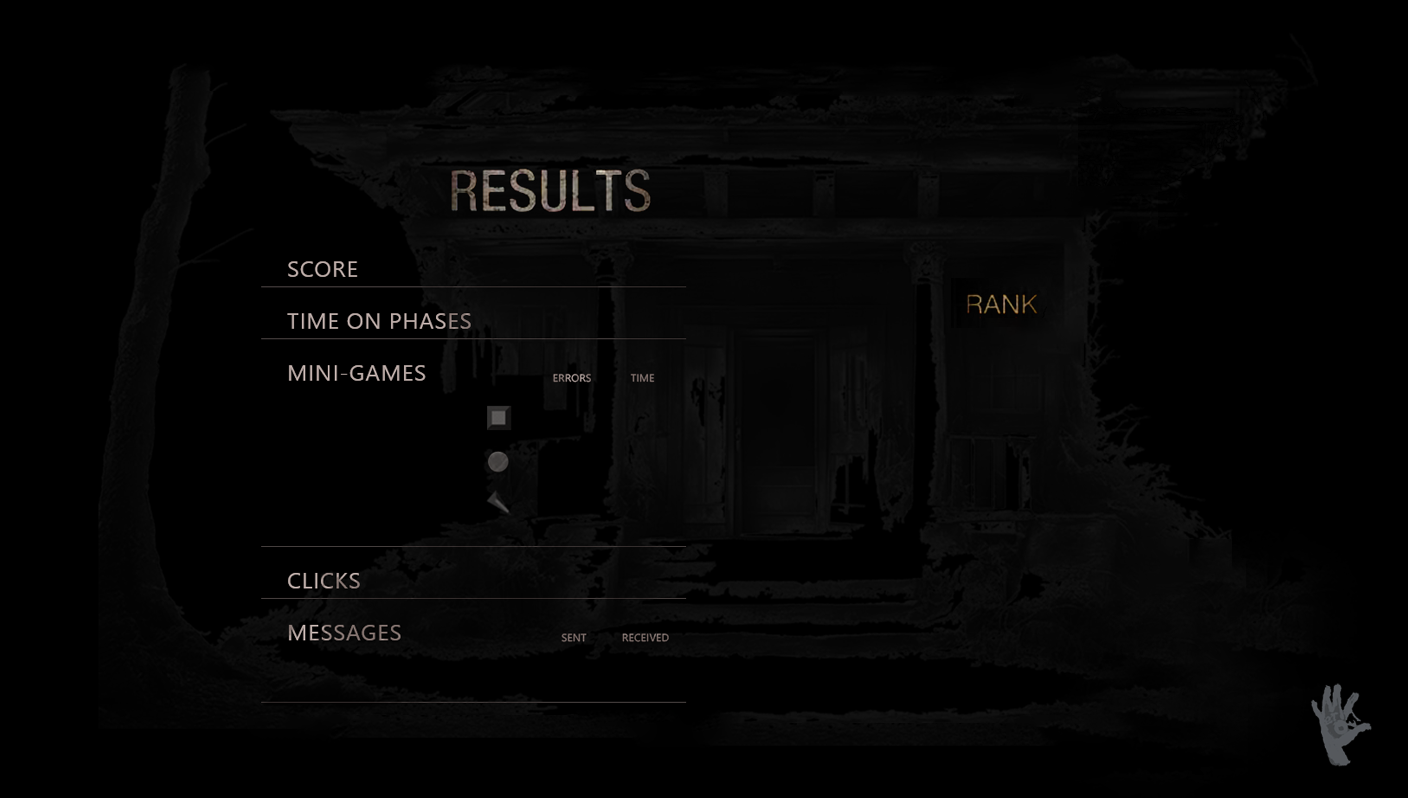 RESULTS
SCORE
RANK
TIME ON PHASES
MINI-GAMES
ERRORS TIME
CLICKS
MESSAGES
SENT RECEIVED